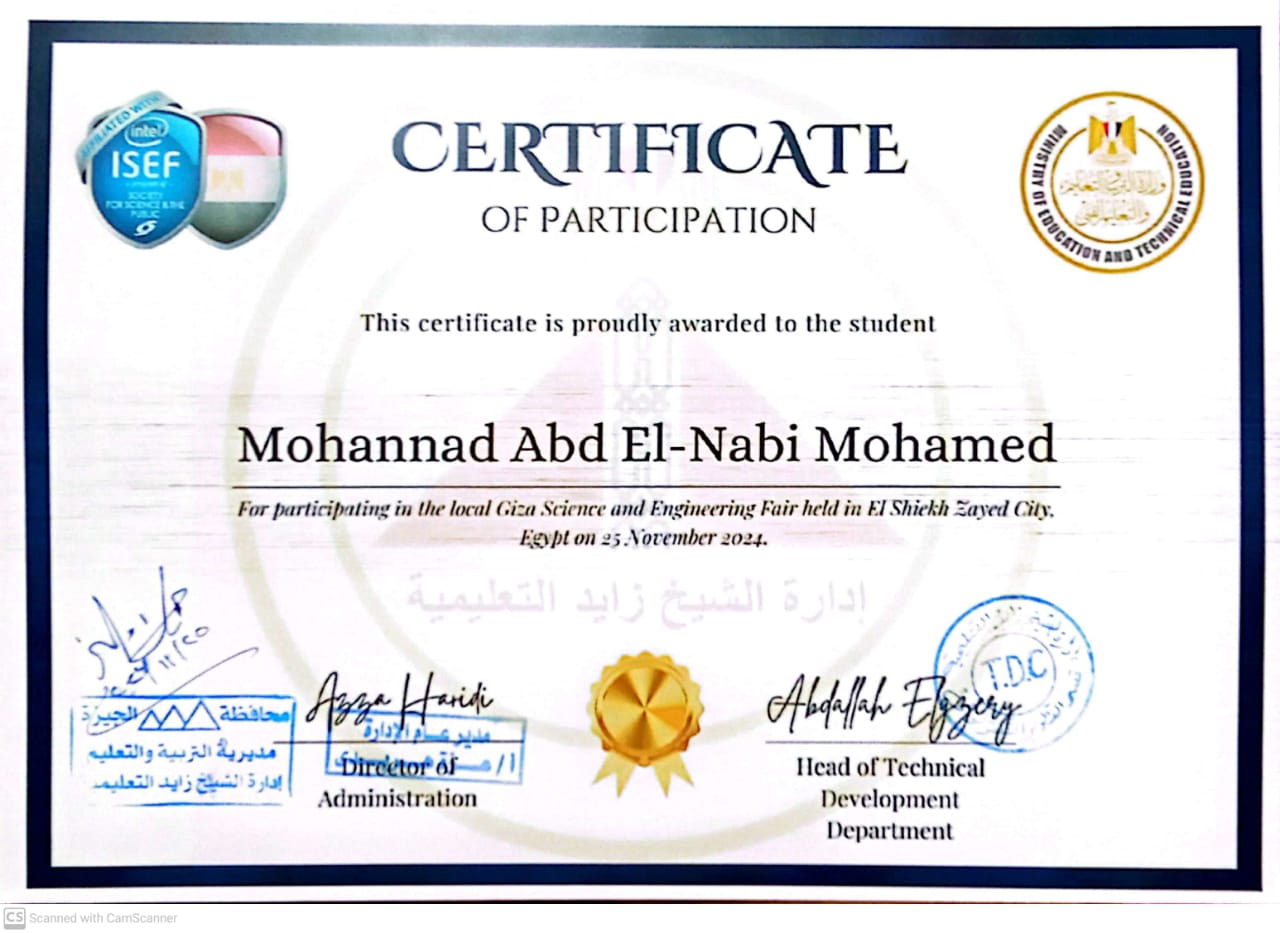 AFFILIATED WITH
intel
ISEF
SOCIETY
FOR SCIENCE & THE
PUBLIC
CERTIFICATE
OF PARTICIPATION
وزارة التربية والتعليم
والتعليم الفني
MINISTRY OF EDUCATION AND TECHNICAL EDUCATION
This certificate is proudly awarded to the student
Mohannad Abd El-Nabi Mohamed
For participating in the local Giza Science and Engineering Fair held in El Shiekh Zayed City,
Egypt on 25 November 2024.
إدارة الشيخ زايد التعليمية
محافظة الجيزة
مديرية التربية والتعليم
إدارة الشيخ زايد التعليمية
Azza Haridi
مدير عام الإدارة
Director of
Administration
T.D.C
Abdallah Elgzery
Head of Technical
Development
Department
CS Scanned with CamScanner